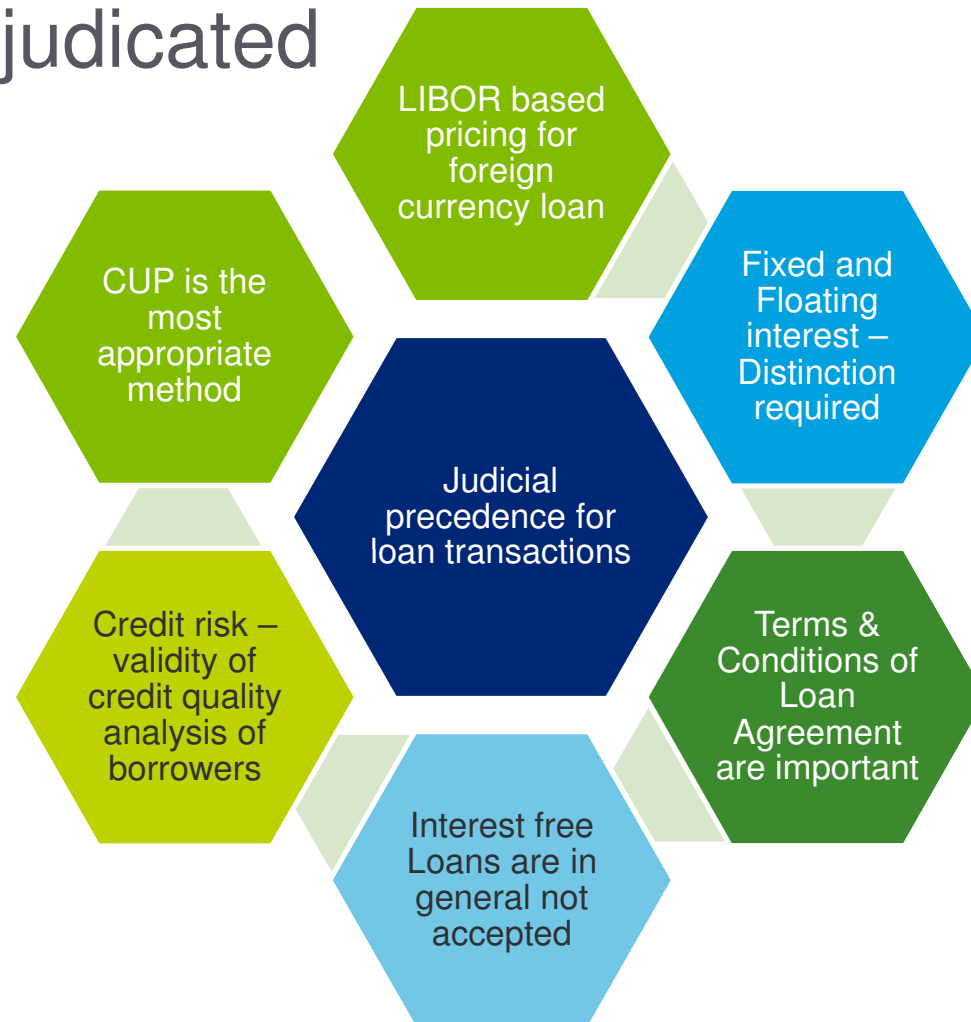 judicated
LIBOR based
pricing for
foreign
currency loan
Fixed and
Floating
interest –
Distinction
required
Terms &
Conditions of
Loan
Agreement
are important
Interest free
Loans are in
general not
accepted
Credit risk –
validity of
credit quality
analysis of
borrowers
CUP is the
most
appropriate
method
Judicial
precedence for
loan transactions